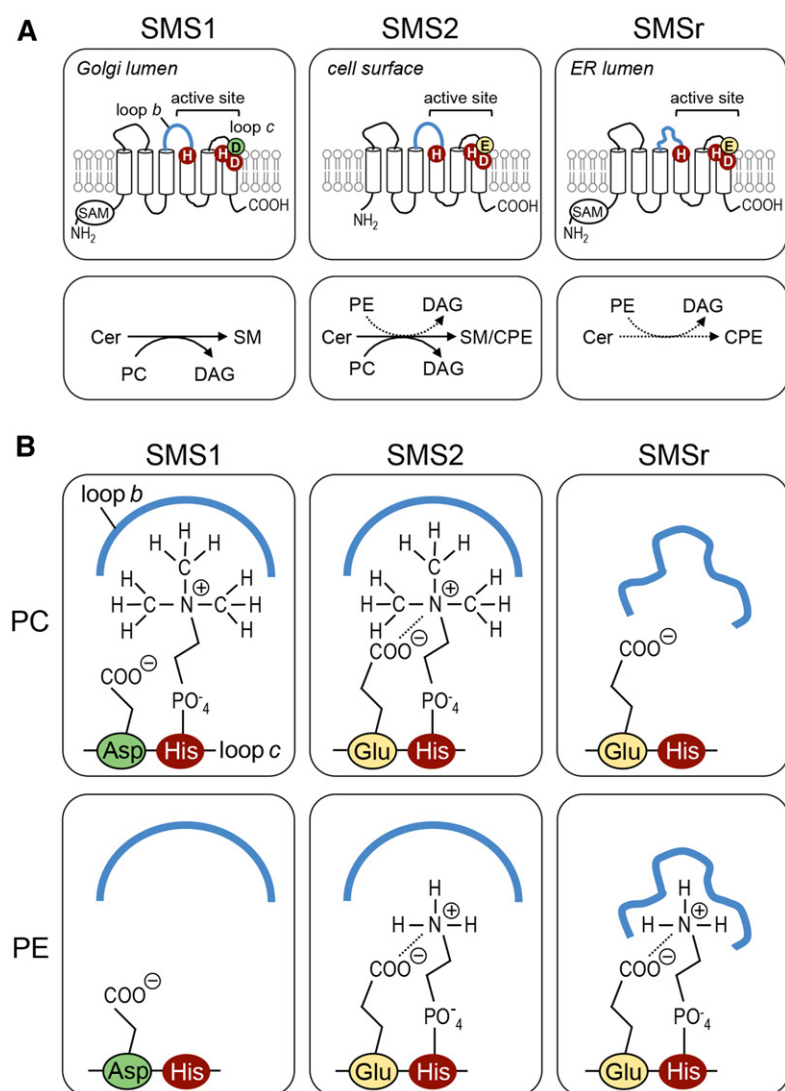 A
SMS1 SMS2 SMSr
Golgi lumen
loop b
active site
loop c
D
H
H
D
SAM
NH2
COOH
cell surface
active site
E
H
H
D
NH2
COOH
ER lumen
active site
E
H
H
D
SAM
NH2
COOH
Cer SM
PC DAG
PE DAG
Cer SM/CPE
PC DAG
PE DAG
Cer CPE
B
SMS1 SMS2 SMSr
PC
loop b
H
H H
C
H H
H C N ⊕ C H
H H
COO ⊖
PO-4
Asp His loop c
H
H H
C
H H
H C N ⊕ C H
H H
COO ⊖
PO-4
Glu His
COO ⊖
Glu His
PE
COO ⊖
Asp His
H
H N ⊕ H
COO ⊖
PO-4
Glu His
H
H N ⊕ H
COO ⊖
PO-4
Glu His